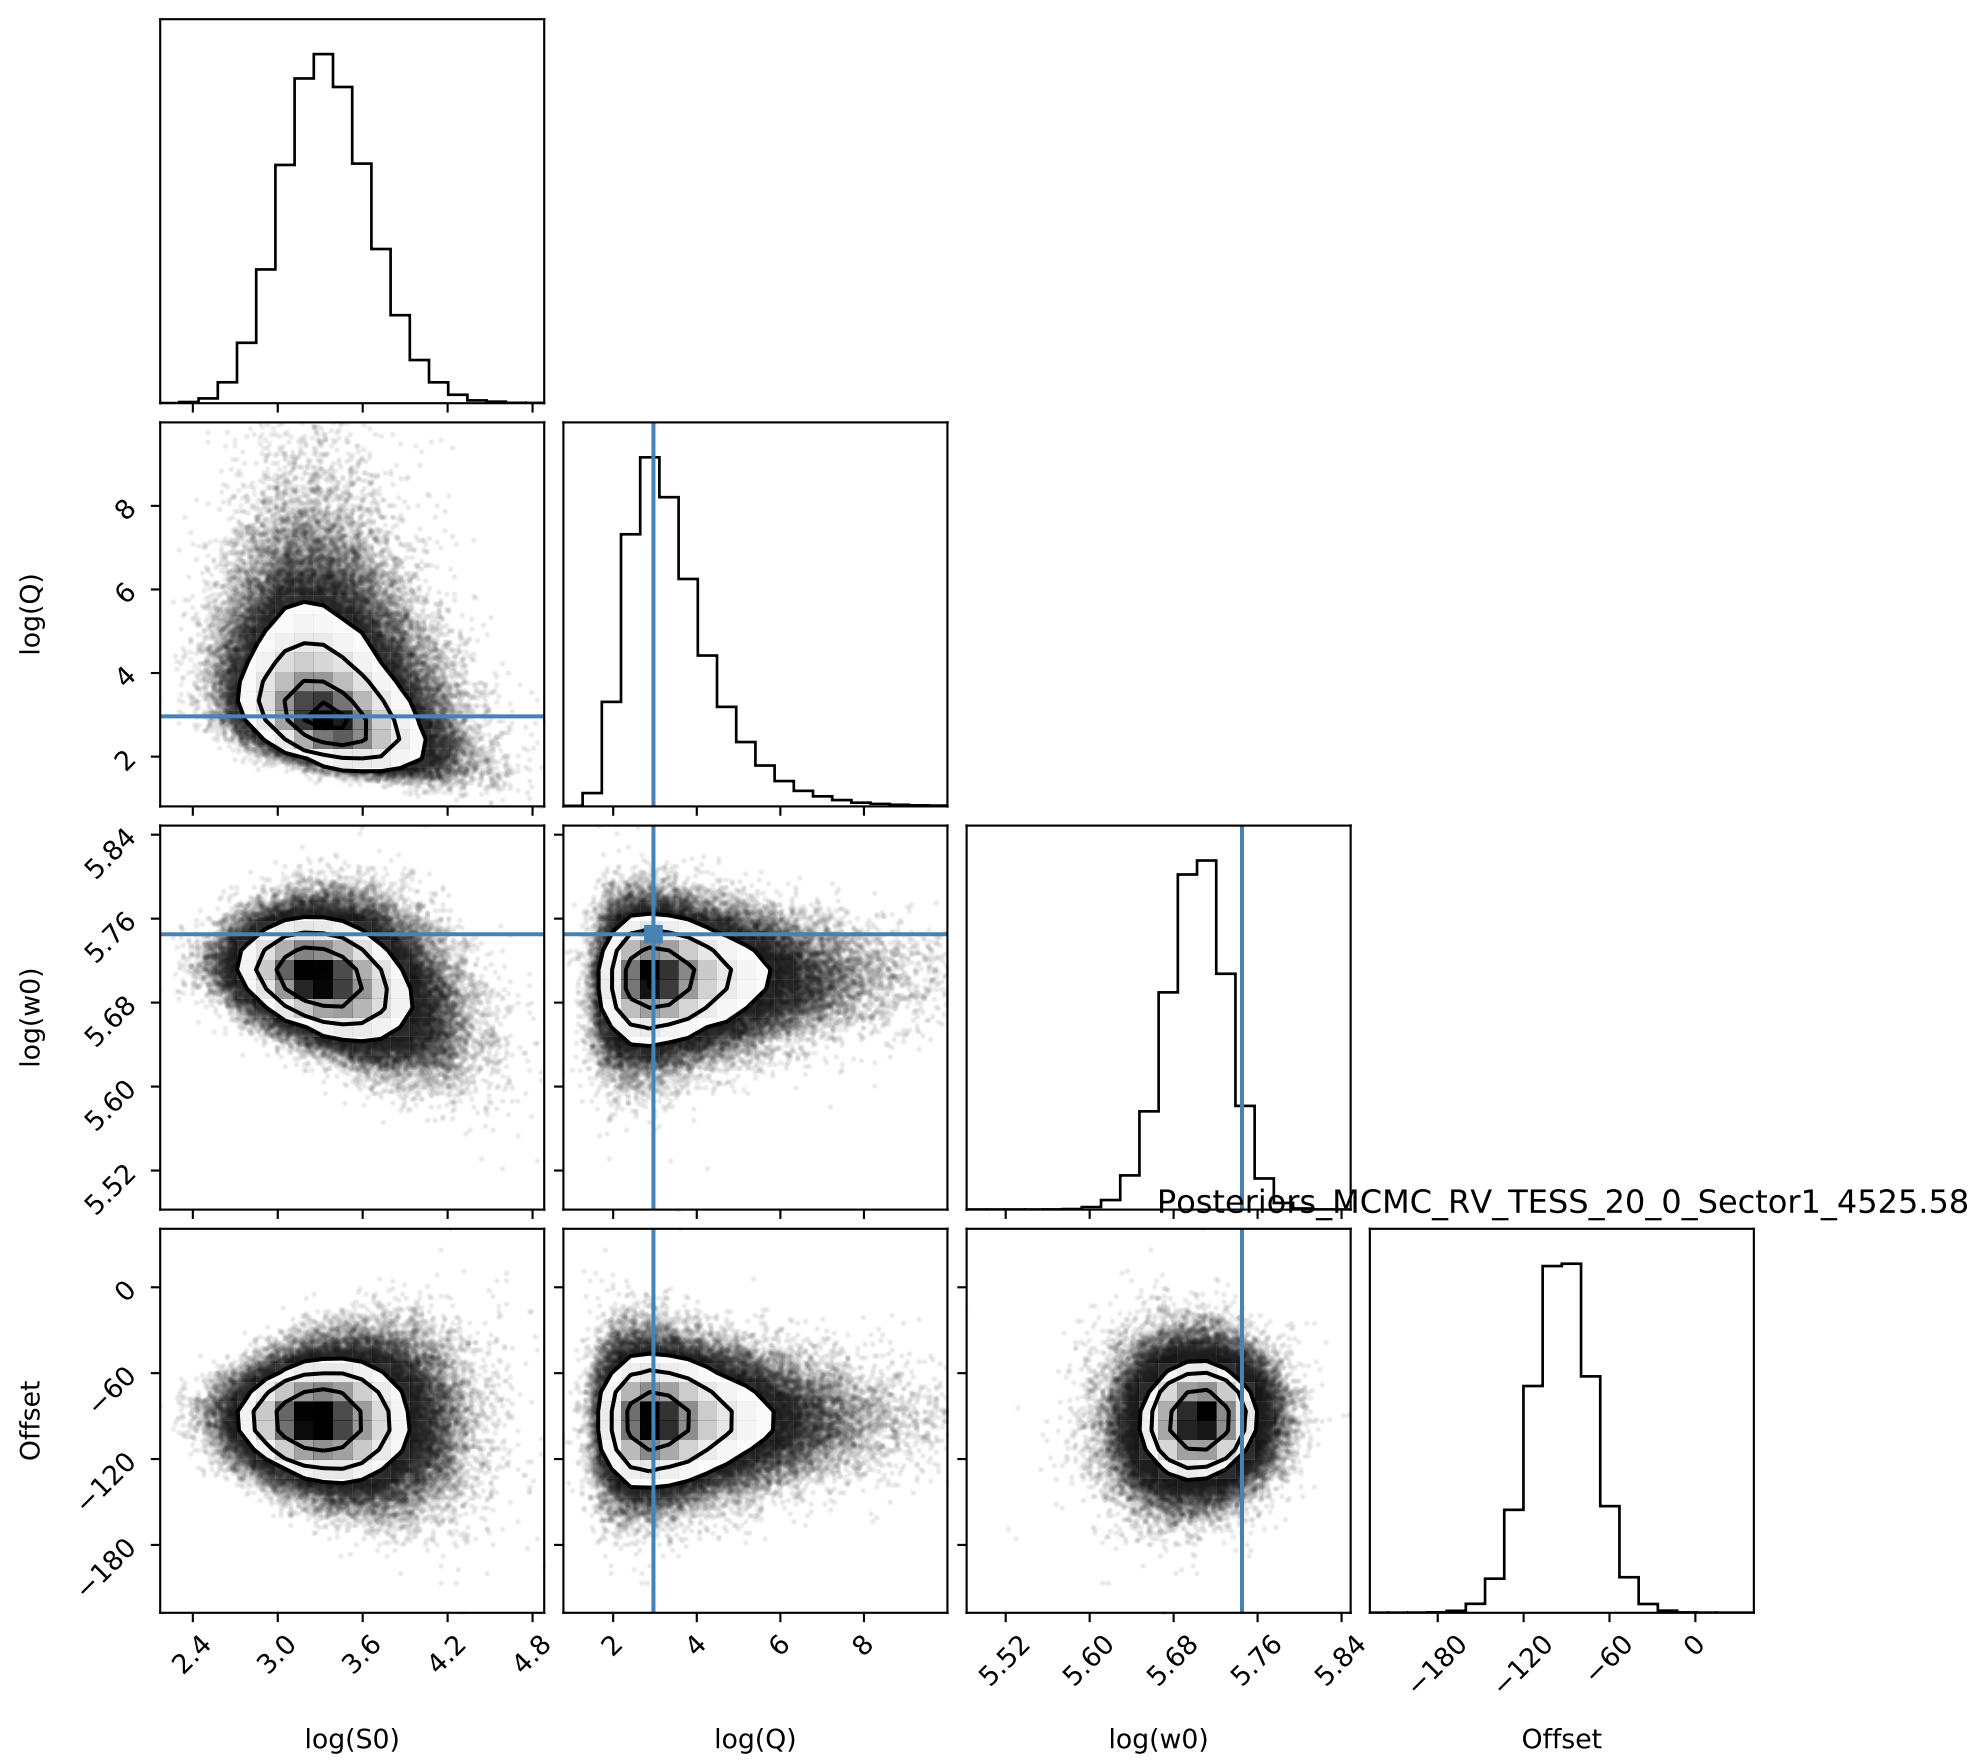 8
6
4
2
log(Q)
5.84
5.76
5.68
5.60
5.52
log(w0)
Posteriors_MCMC_RV_TESS_20_0_Sector1_4525.58
0
−60
−120
−180
Offset
2.4 3.0 3.6 4.2 4.8 2 4 6 8 5.52 5.60 5.68 5.76 5.84 −180 −120 −60 0
log(S0) log(Q) log(w0) Offset